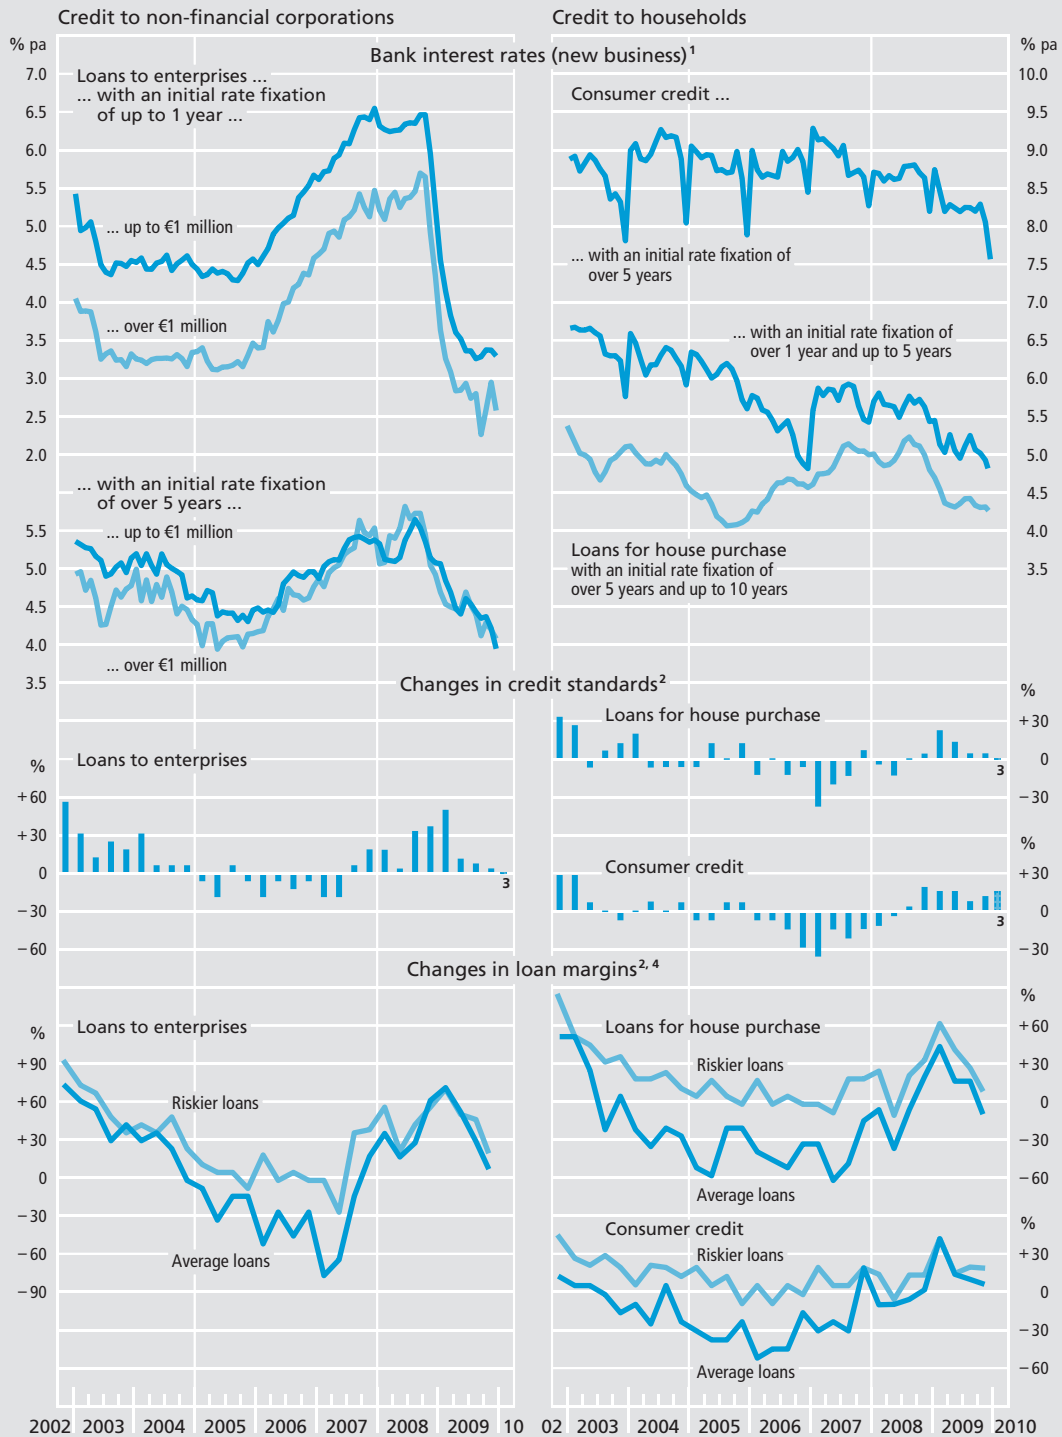 Credit to non-financial corporations
Credit to households
% pa
Bank interest rates (new business)¹
% pa
7.0
6.5
6.0
5.5
5.0
4.5
4.0
3.5
3.0
2.5
2.0
Loans to enterprises ...
... with an initial rate fixation
of up to 1 year ...
... up to €1 million
... over €1 million
... with an initial rate fixation
of over 5 years ...
... up to €1 million
5.5
5.0
4.5
4.0
3.5
... over €1 million
10.0
9.5
9.0
8.5
8.0
7.5
7.0
6.5
6.0
5.5
5.0
4.5
4.0
3.5
Consumer credit ...
... with an initial rate fixation of
over 5 years
... with an initial rate fixation of
over 1 year and up to 5 years
Loans for house purchase
with an initial rate fixation of
over 5 years and up to 10 years
Changes in credit standards²
Loans to enterprises
%
+60
+30
0
−30
−60
3
Loans for house purchase
%
+30
0
−30
3
Consumer credit
%
+30
0
−30
3
Changes in loan margins²,⁴
Loans to enterprises
%
+90
+60
+30
0
−30
−60
−90
Riskier loans
Average loans
Loans for house purchase
%
+60
+30
0
−30
−60
Riskier loans
Average loans
Consumer credit
%
+30
0
−30
−60
Riskier loans
Average loans
2002 2003 2004 2005 2006 2007 2008 2009 10
02 2003 2004 2005 2006 2007 2008 2009 2010